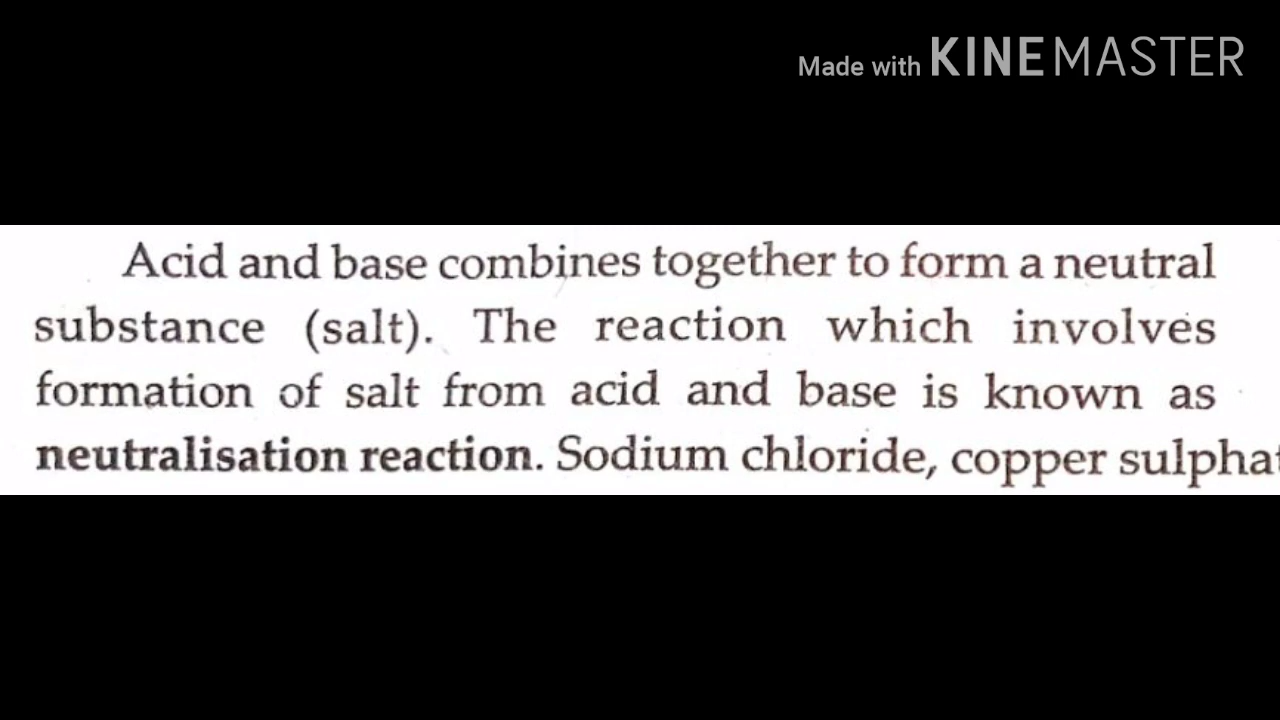 Made with KINEMASTER
Acid and base combines together to form a neutral
substance (salt). The reaction which involves
formation of salt from acid and base is known as
neutralisation reaction. Sodium chloride, copper